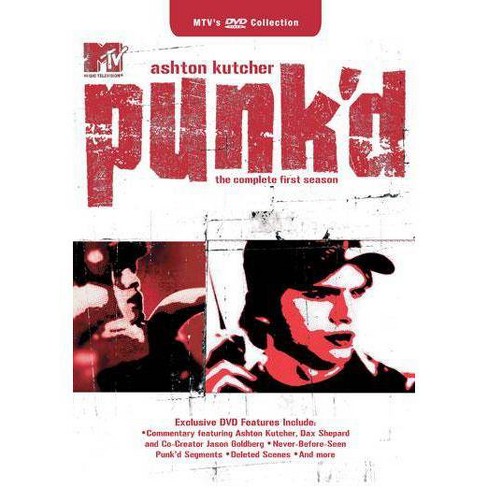 MTV's DVD Collection
MTV
MUSIC TELEVISION®
ashton kutcher
punk'd
the complete first season
Exclusive DVD Features Include:
•Commentary featuring Ashton Kutcher, Dax Shepard
and Co-Creator Jason Goldberg •Never-Before-Seen
Punk'd Segments •Deleted Scenes •And more